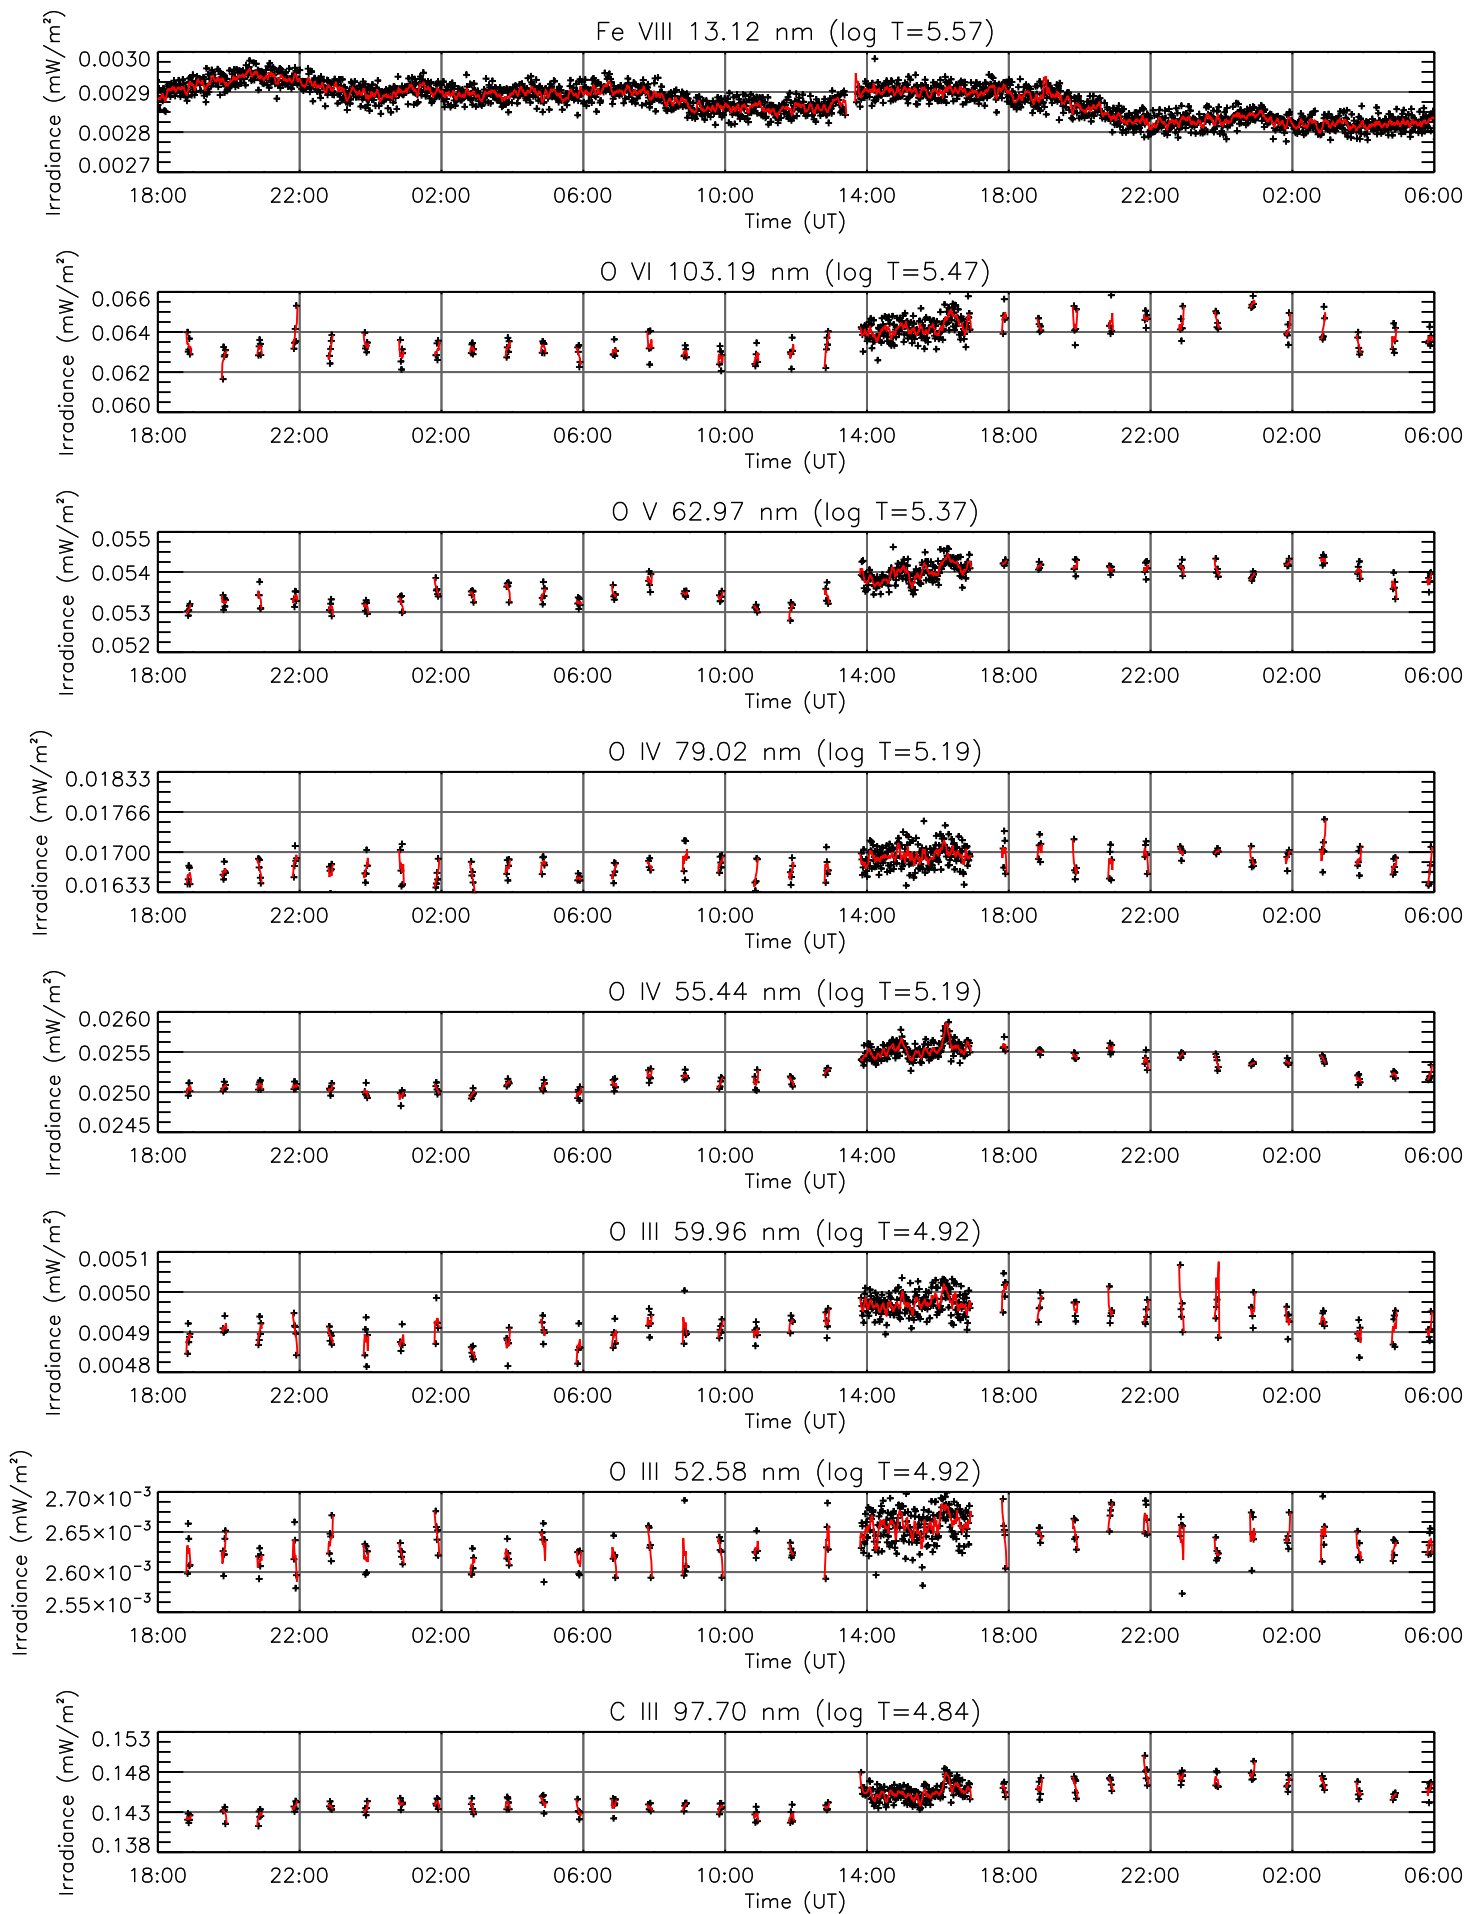 Fe VIII 13.12 nm (log T=5.57)
Irradiance (mW/m²)
0.0030
0.0029
0.0028
0.0027
18:00 22:00 02:00 06:00 10:00 14:00 18:00 22:00 02:00 06:00
Time (UT)
O VI 103.19 nm (log T=5.47)
Irradiance (mW/m²)
0.066
0.064
0.062
0.060
18:00 22:00 02:00 06:00 10:00 14:00 18:00 22:00 02:00 06:00
Time (UT)
O V 62.97 nm (log T=5.37)
Irradiance (mW/m²)
0.055
0.054
0.053
0.052
18:00 22:00 02:00 06:00 10:00 14:00 18:00 22:00 02:00 06:00
Time (UT)
O IV 79.02 nm (log T=5.19)
Irradiance (mW/m²)
0.01833
0.01766
0.01700
0.01633
18:00 22:00 02:00 06:00 10:00 14:00 18:00 22:00 02:00 06:00
Time (UT)
O IV 55.44 nm (log T=5.19)
Irradiance (mW/m²)
0.0260
0.0255
0.0250
0.0245
18:00 22:00 02:00 06:00 10:00 14:00 18:00 22:00 02:00 06:00
Time (UT)
O III 59.96 nm (log T=4.92)
Irradiance (mW/m²)
0.0051
0.0050
0.0049
0.0048
18:00 22:00 02:00 06:00 10:00 14:00 18:00 22:00 02:00 06:00
Time (UT)
O III 52.58 nm (log T=4.92)
Irradiance (mW/m²)
2.70×10⁻³
2.65×10⁻³
2.60×10⁻³
2.55×10⁻³
18:00 22:00 02:00 06:00 10:00 14:00 18:00 22:00 02:00 06:00
Time (UT)
C III 97.70 nm (log T=4.84)
Irradiance (mW/m²)
0.153
0.148
0.143
0.138
18:00 22:00 02:00 06:00 10:00 14:00 18:00 22:00 02:00 06:00
Time (UT)